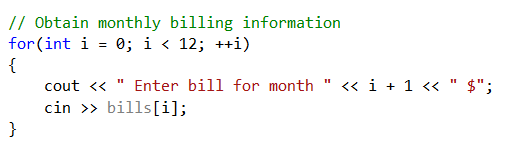 // Obtain monthly billing information
for(int i = 0; i < 12; ++i)
{
    cout << " Enter bill for month " << i + 1 << " $";
    cin >> bills[i];
}